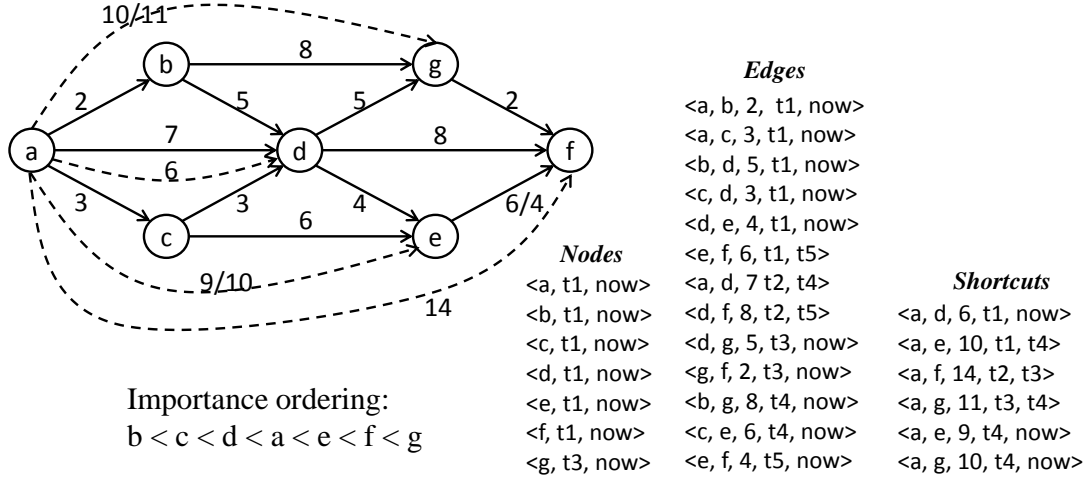 10/11
b
8
g
2
5
5
2
a
7
d
8
f
6
3
3
4
6/4
c
6
e
9/10
14
Importance ordering:
b < c < d < a < e < f < g
Nodes
<a, t1, now>
<b, t1, now>
<c, t1, now>
<d, t1, now>
<e, t1, now>
<f, t1, now>
<g, t3, now>
Edges
<a, b, 2, t1, now>
<a, c, 3, t1, now>
<b, d, 5, t1, now>
<c, d, 3, t1, now>
<d, e, 4, t1, now>
<e, f, 6, t1, t5>
<a, d, 7 t2, t4>
<d, f, 8, t2, t5>
<d, g, 5, t3, now>
<g, f, 2, t3, now>
<b, g, 8, t4, now>
<c, e, 6, t4, now>
<e, f, 4, t5, now>
Shortcuts
<a, d, 6, t1, now>
<a, e, 10, t1, t4>
<a, f, 14, t2, t3>
<a, g, 11, t3, t4>
<a, e, 9, t4, now>
<a, g, 10, t4, now>